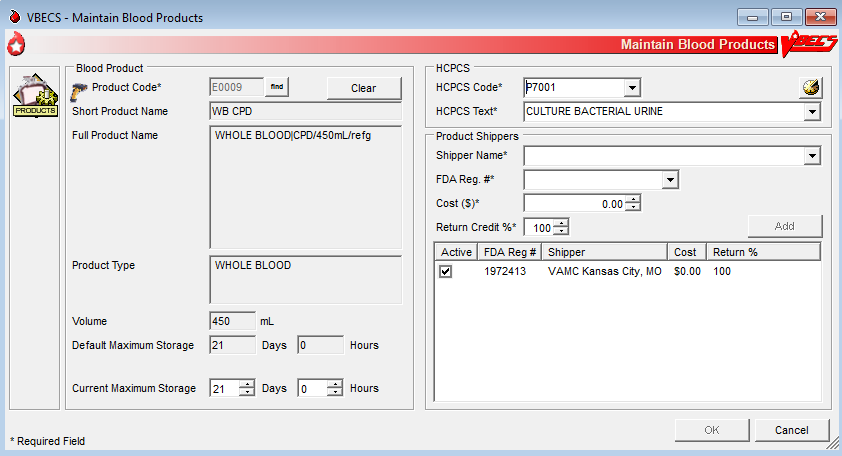 VBECS - Maintain Blood Products
Maintain Blood Products VBECS
PRODUCTS
Blood Product
Product Code* E0009 find Clear
Short Product Name WB CPD
Full Product Name WHOLE BLOOD|CPD/450mL/refg
Product Type WHOLE BLOOD
Volume 450 mL
Default Maximum Storage 21 Days 0 Hours
Current Maximum Storage 21 Days 0 Hours
HCPCS
HCPCS Code* P7001
HCPCS Text* CULTURE BACTERIAL URINE
Product Shippers
Shipper Name*
FDA Reg. #*
Cost ($)* 0.00
Return Credit %* 100 Add
Active FDA Reg # Shipper Cost Return %
1972413 VAMC Kansas City, MO $0.00 100
* Required Field
OK Cancel